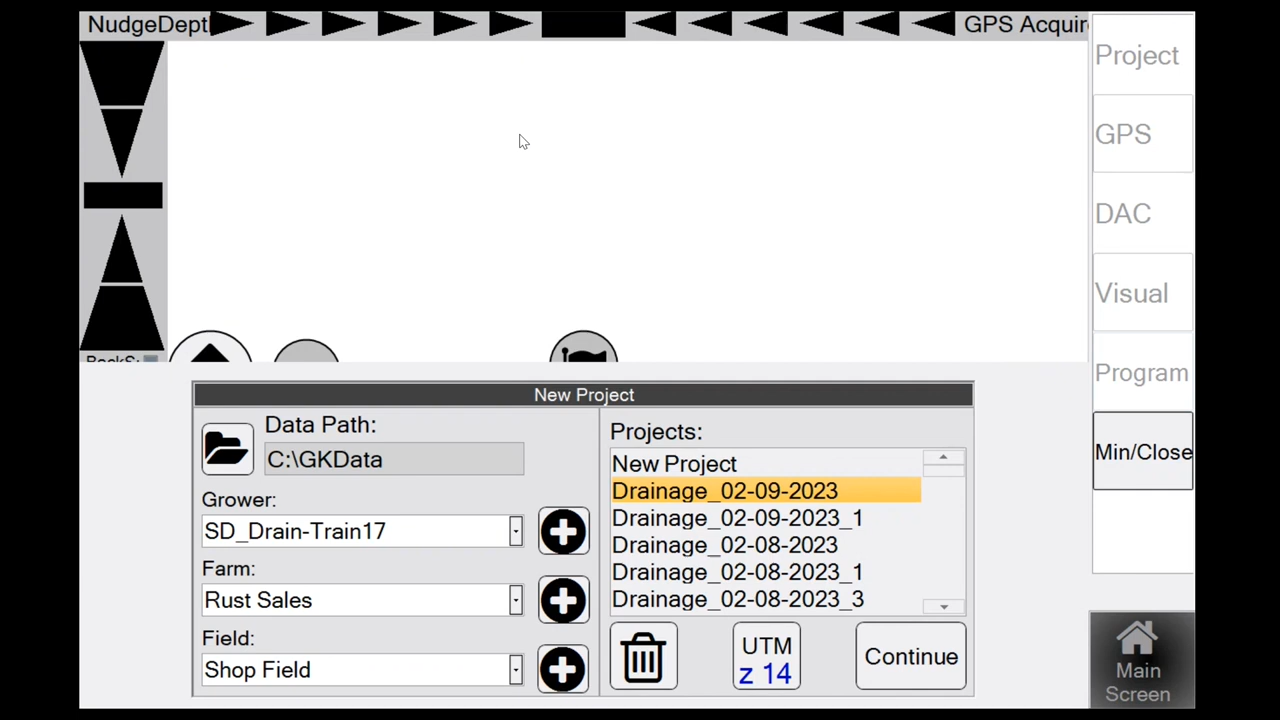 NudgeDept
GPS Acquir
Project
GPS
DAC
Visual
Program
Min/Close
Main
Screen
New Project
Data Path:
C:\GKData
Grower:
SD_Drain-Train17
Farm:
Rust Sales
Field:
Shop Field
Projects:
New Project
Drainage_02-09-2023
Drainage_02-09-2023_1
Drainage_02-08-2023
Drainage_02-08-2023_1
Drainage_02-08-2023_3
UTM
z 14
Continue